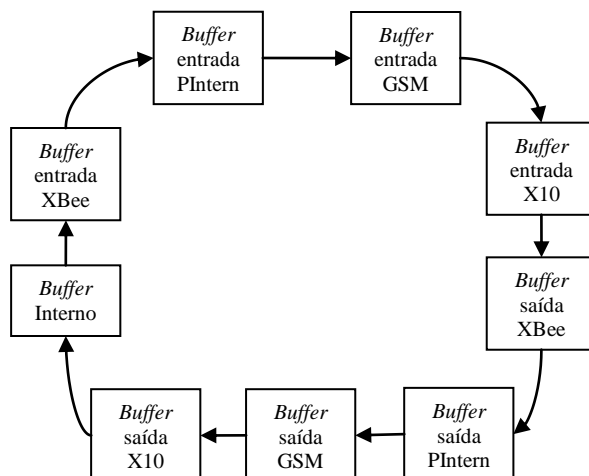 Buffer
entrada
PIntern
Buffer
entrada
GSM
Buffer
entrada
X10
Buffer
saída
XBee
Buffer
saída
PIntern
Buffer
saída
GSM
Buffer
saída
X10
Buffer
Interno
Buffer
entrada
XBee